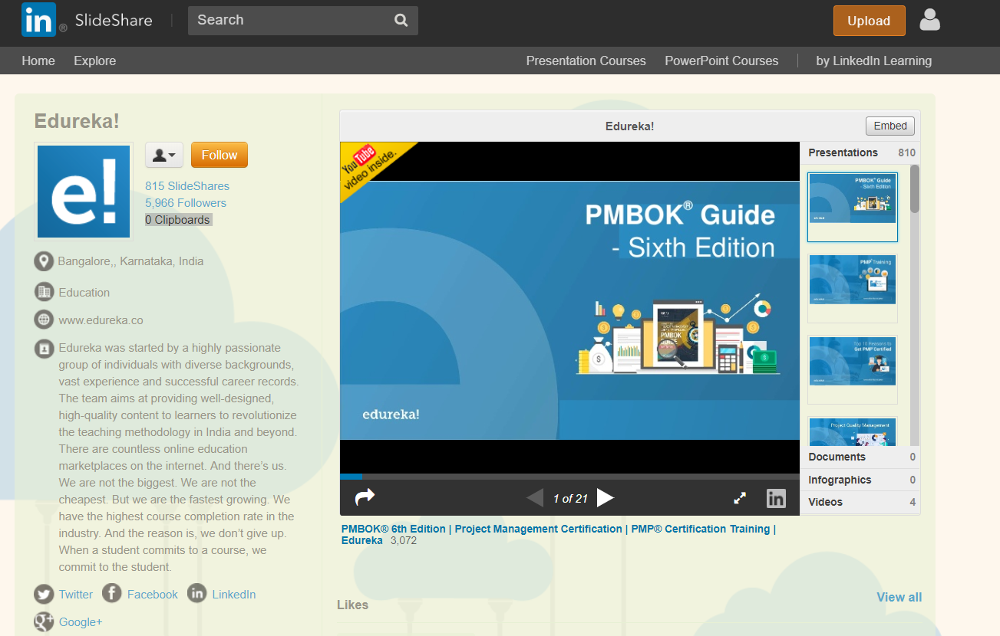 in ® SlideShare
Search
Upload
Home Explore Presentation Courses PowerPoint Courses by LinkedIn Learning
Edureka!
e!
Follow
815 SlideShares
5,966 Followers
0 Clipboards
Bangalore,, Karnataka, India
Education
www.edureka.co
Edureka was started by a highly passionate
group of individuals with diverse backgrounds,
vast experience and successful career records.
The team aims at providing well-designed,
high-quality content to learners to revolutionize
the teaching methodology in India and beyond.
There are countless online education
marketplaces on the internet. And there’s us.
We are not the biggest. We are not the
cheapest. But we are the fastest growing. We
have the highest course completion rate in the
industry. And the reason is, we don’t give up.
When a student commits to a course, we
commit to the student.
Twitter Facebook LinkedIn
Google+
Edureka! Embed
YouTube
video inside.
PMBOK® Guide
- Sixth Edition
PMBOK
edureka!
1 of 21
in
Presentations 810
PMBOK® Guide
- Sixth Edition
PMP® Training
Top 10 Reasons to
Get PMP Certified
Project Quality Management
Documents 0
Infographics 0
Videos 4
PMBOK® 6th Edition | Project Management Certification | PMP® Certification Training |
Edureka 3,072
Likes
View all